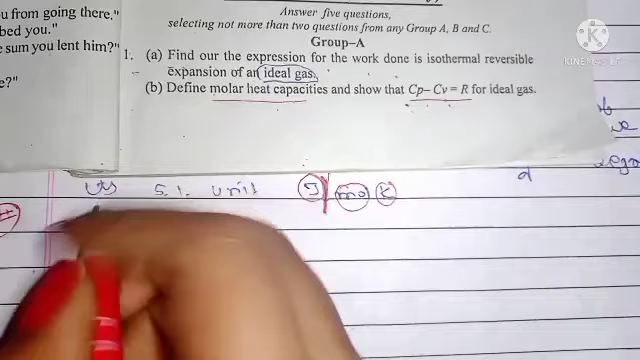 u from going there."
bed you."
e sum you lent him?"
e?"
Answer five questions,
selecting not more than two questions from any Group A, B and C.
Group–A
1. (a) Find our the expression for the work done is isothermal reversible
expansion of an ideal gas.
(b) Define molar heat capacities and show that Cp – Cv = R for ideal gas.
S.I. unit J mo K
d
KINEMASTER